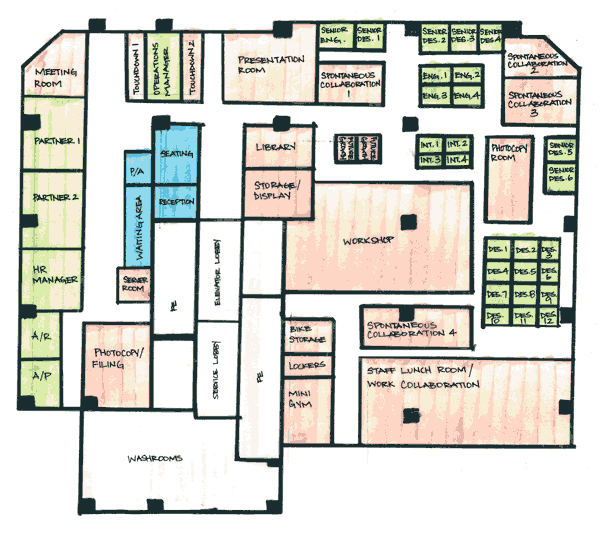 SENIOR
ENG.
SENIOR
DES. 1
SENIOR
DES. 2
SENIOR
DES. 3
SENIOR
DES. 4
MEETING
ROOM
TOUCHDOWN 1
OPERATIONS
MANAGER
TOUCHDOWN 2
PRESENTATION
ROOM
SPONTANEOUS
COLLABORATION
1
ENG. 1
ENG. 2
ENG. 3
ENG. 4
SPONTANEOUS
COLLABORATION
2
SPONTANEOUS
COLLABORATION
3
PARTNER 1
SEATING
LIBRARY
FUTURE
GROWTH
FUTURE
GROWTH
INT. 1
INT. 2
INT. 3
INT. 4
PHOTOCOPY
ROOM
SENIOR
DES. 5
SENIOR
DES. 6
P/A
PARTNER 2
WAITING AREA
RECEPTION
STORAGE/
DISPLAY
WORKSHOP
ELEVATOR LOBBY
DES. 1
DES. 2
DES.
3
DES. 4
DES. 5
DES.
6
DES. 7
DES. 8
DES.
9
DES.
10
DES.
11
DES.
12
HR
MANAGER
SERVER
ROOM
FE
A/R
PHOTOCOPY/
FILING
SERVICE LOBBY
FE
BIKE
STORAGE
SPONTANEOUS
COLLABORATION 4
A/P
LOCKERS
STAFF LUNCH ROOM /
WORK COLLABORATION
MINI
GYM
WASHROOMS